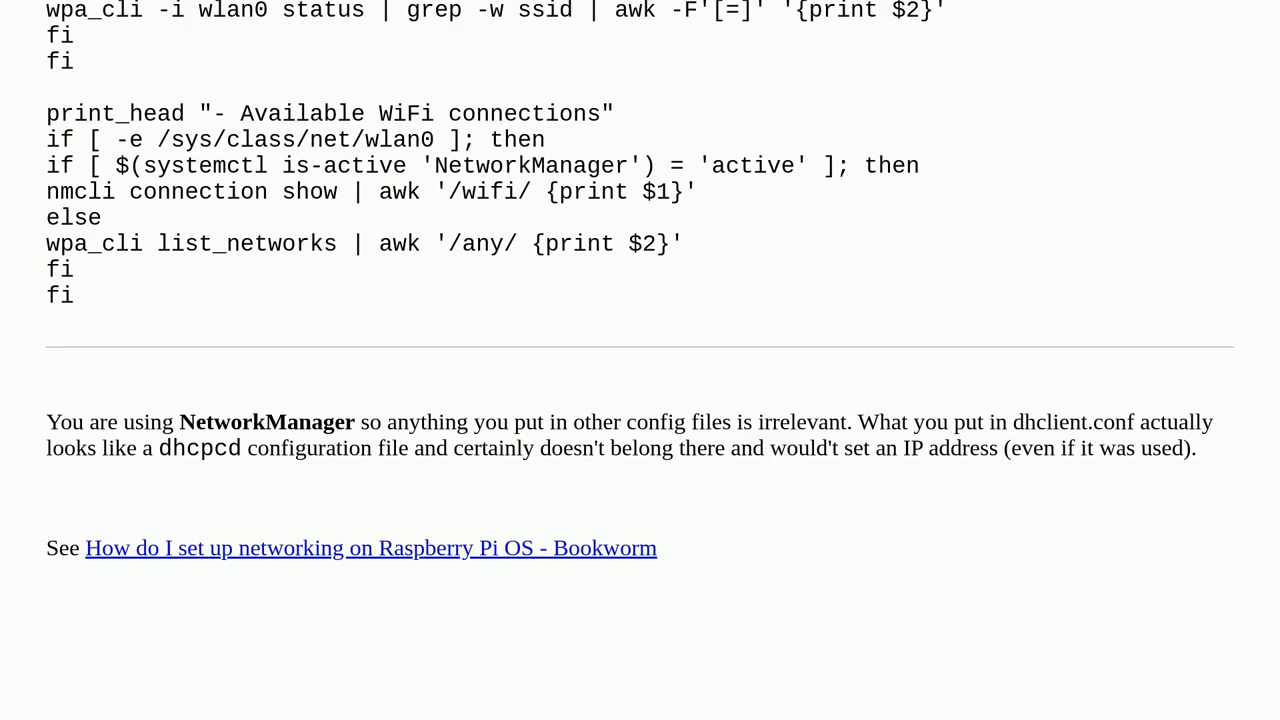 wpa_cli -i wlan0 status | grep -w ssid | awk -F'[=]' '{print $2}'
fi
fi
print_head "- Available WiFi connections"
if [ -e /sys/class/net/wlan0 ]; then
if [ $(systemctl is-active 'NetworkManager') = 'active' ]; then
nmcli connection show | awk '/wifi/ {print $1}'
else
wpa_cli list_networks | awk '/any/ {print $2}'
fi
fi
You are using NetworkManager so anything you put in other config files is irrelevant. What you put in dhclient.conf actually
looks like a dhcpcd configuration file and certainly doesn't belong there and would't set an IP address (even if it was used).
See How do I set up networking on Raspberry Pi OS - Bookworm